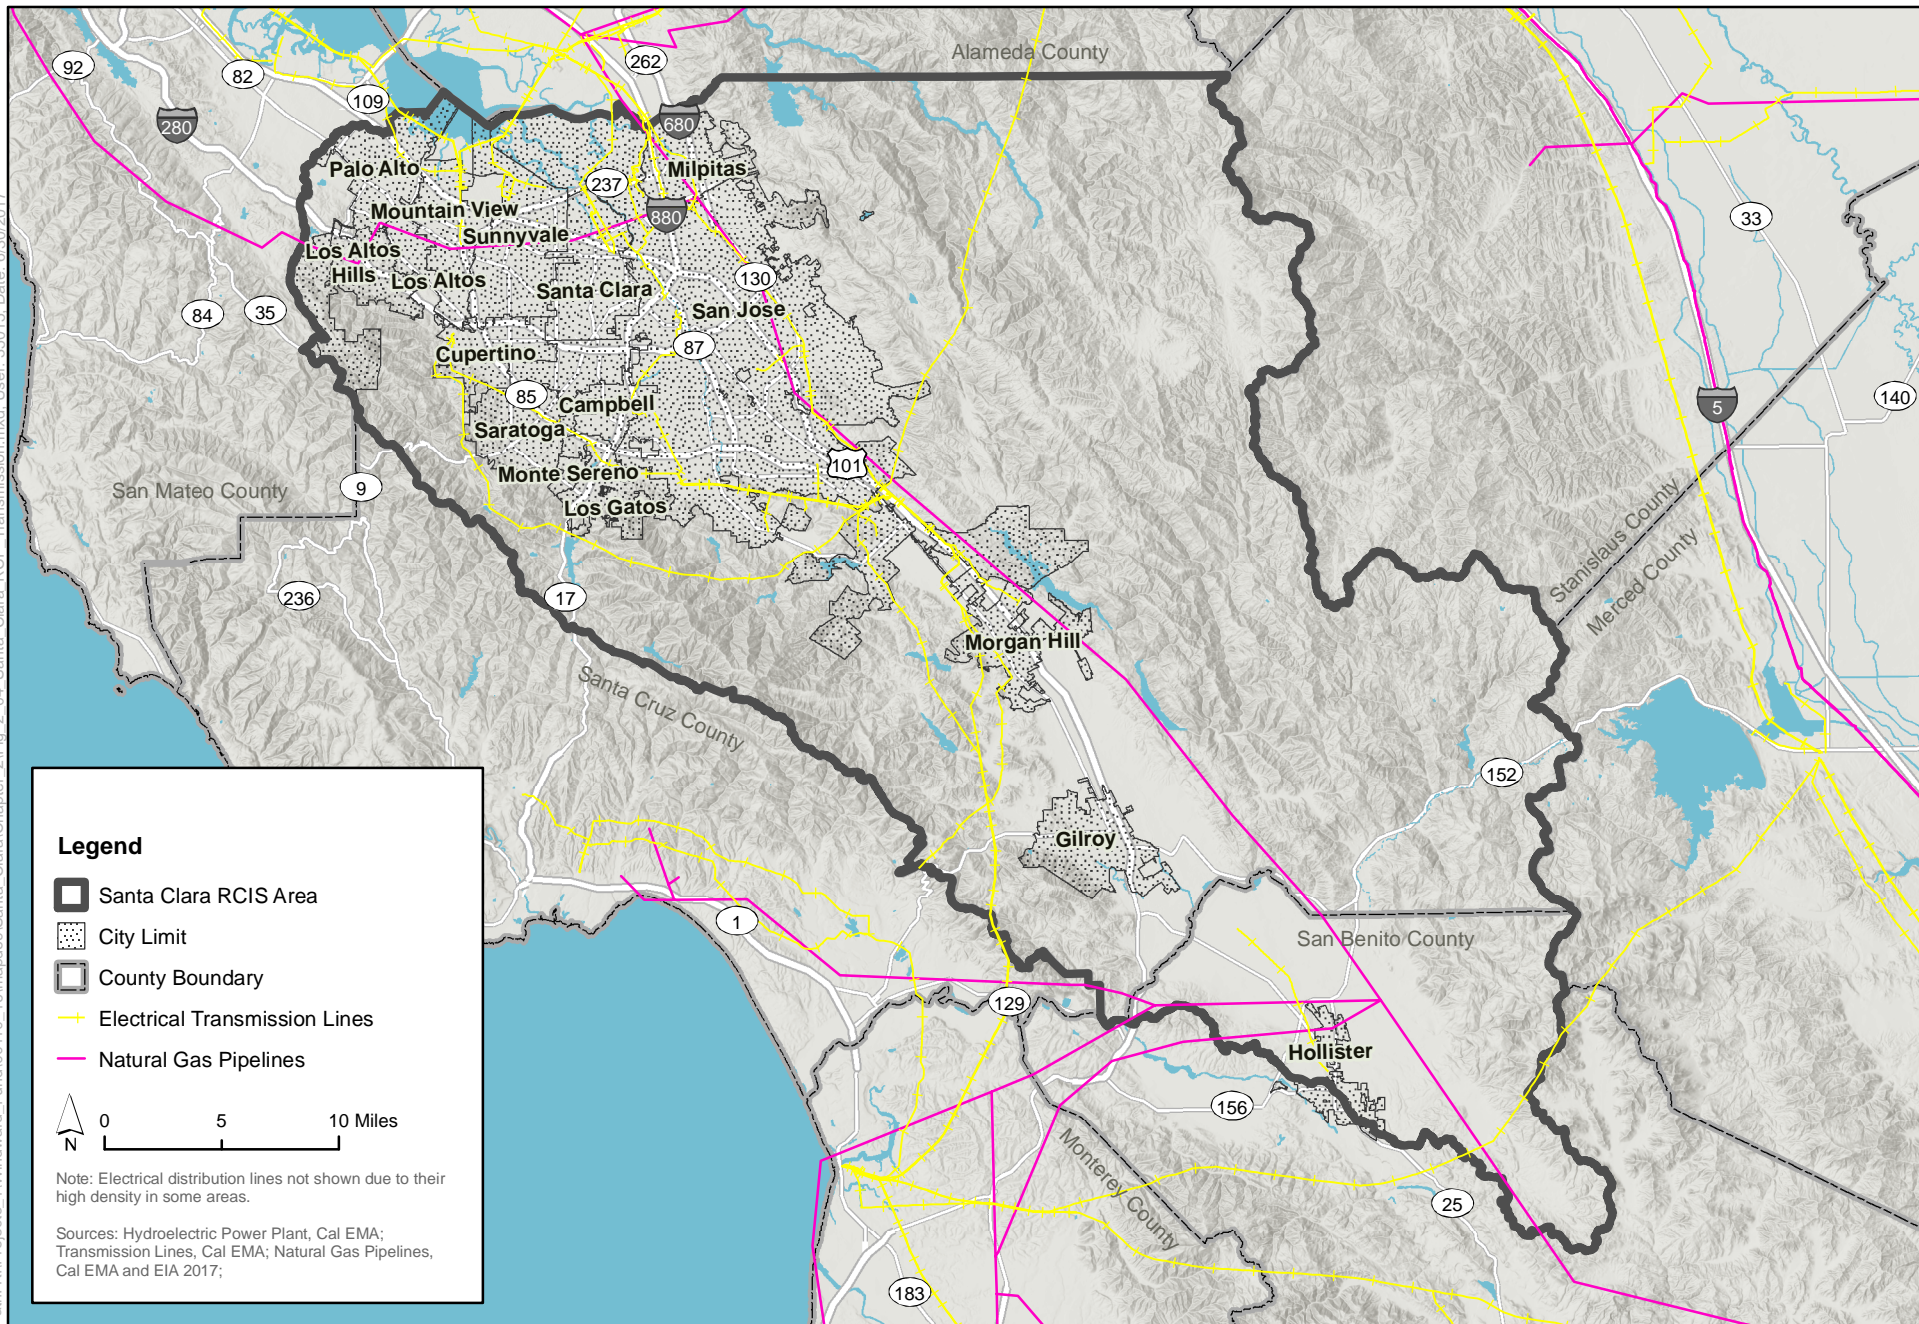 Alameda County
262
92
82
109
280
680
Palo Alto
Milpitas
237
Mountain View
880
33
Sunnyvale
Los Altos
Hills
Los Altos
130
Santa Clara
San Jose
84
35
87
Cupertino
85
5
140
Campbell
Saratoga
101
Monte Sereno
San Mateo County
9
Los Gatos
Stanislaus County
Merced County
236
17
Morgan Hill
Santa Cruz County
152
Gilroy
1
San Benito County
129
Hollister
156
Monterey County
25
183
Legend
Santa Clara RCIS Area
City Limit
County Boundary
Electrical Transmission Lines
Natural Gas Pipelines
N
0 5 10 Miles
Note: Electrical distribution lines not shown due to their
high density in some areas.
Sources: Hydroelectric Power Plant, Cal EMA;
Transmission Lines, Cal EMA; Natural Gas Pipelines,
Cal EMA and EIA 2017;